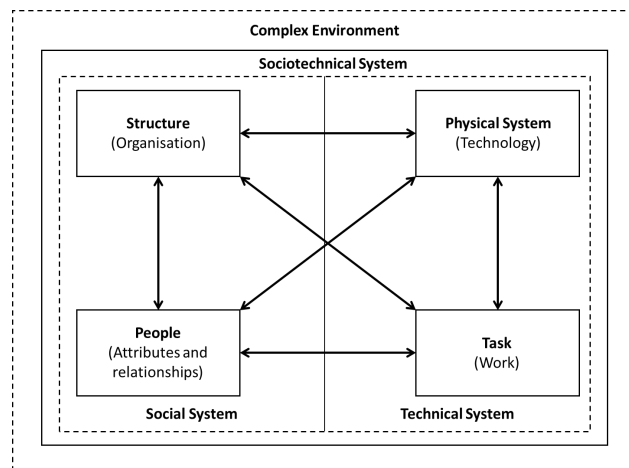 Complex Environment
Sociotechnical System
Structure
(Organisation)
Physical System
(Technology)
People
(Attributes and
relationships)
Task
(Work)
Social System
Technical System